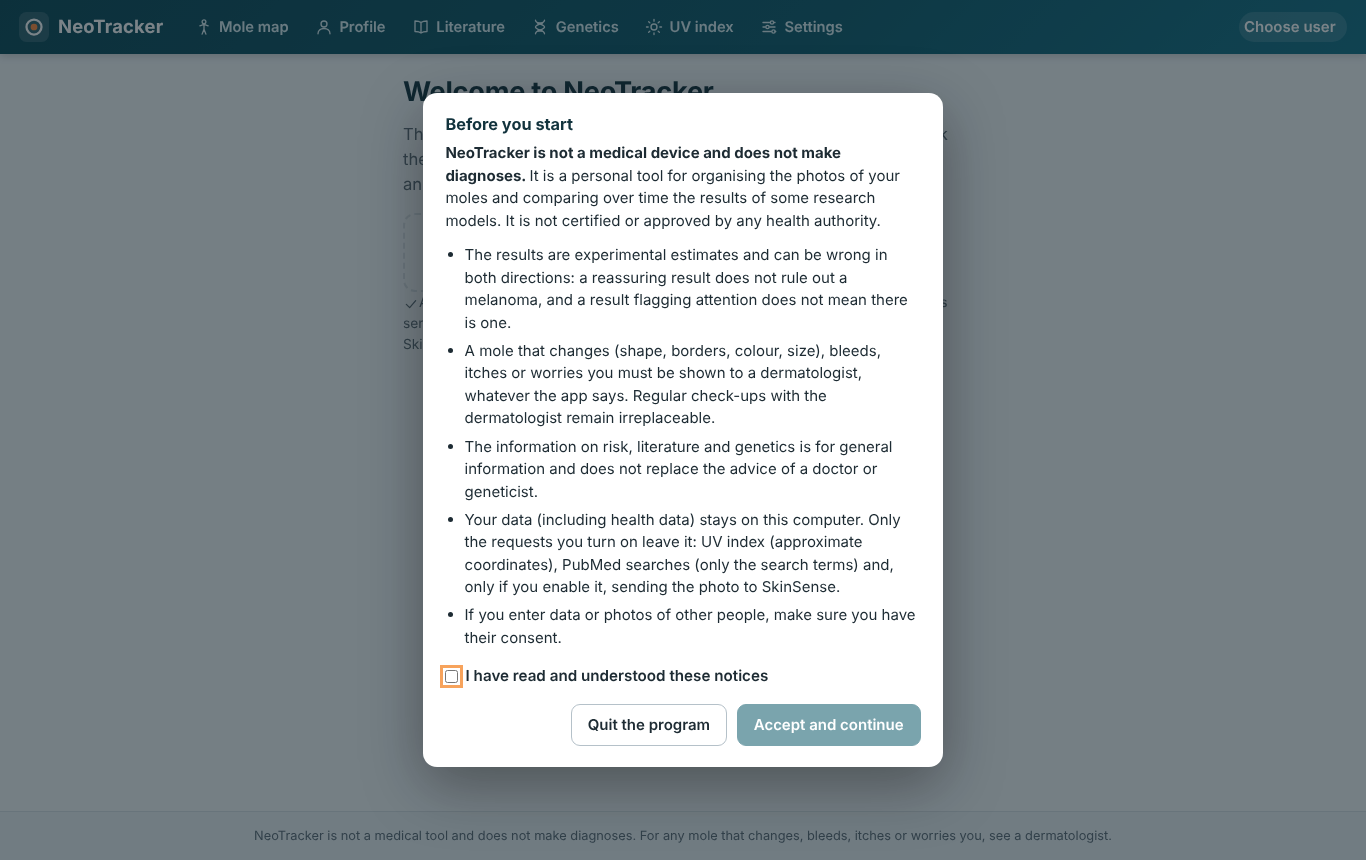 NeoTracker
Mole map
Profile
Literature
Genetics
UV index
Settings
Choose user
Welcome to NeoTracker
Before you start
NeoTracker is not a medical device and does not make
diagnoses. It is a personal tool for organising the photos of your
moles and comparing over time the results of some research
models. It is not certified or approved by any health authority.
• The results are experimental estimates and can be wrong in
both directions: a reassuring result does not rule out a
melanoma, and a result flagging attention does not mean there
is one.
• A mole that changes (shape, borders, colour, size), bleeds,
itches or worries you must be shown to a dermatologist,
whatever the app says. Regular check-ups with the
dermatologist remain irreplaceable.
• The information on risk, literature and genetics is for general
information and does not replace the advice of a doctor or
geneticist.
• Your data (including health data) stays on this computer. Only
the requests you turn on leave it: UV index (approximate
coordinates), PubMed searches (only the search terms) and,
only if you enable it, sending the photo to SkinSense.
• If you enter data or photos of other people, make sure you have
their consent.
I have read and understood these notices
Quit the program
Accept and continue
NeoTracker is not a medical tool and does not make diagnoses. For any mole that changes, bleeds, itches or worries you, see a dermatologist.